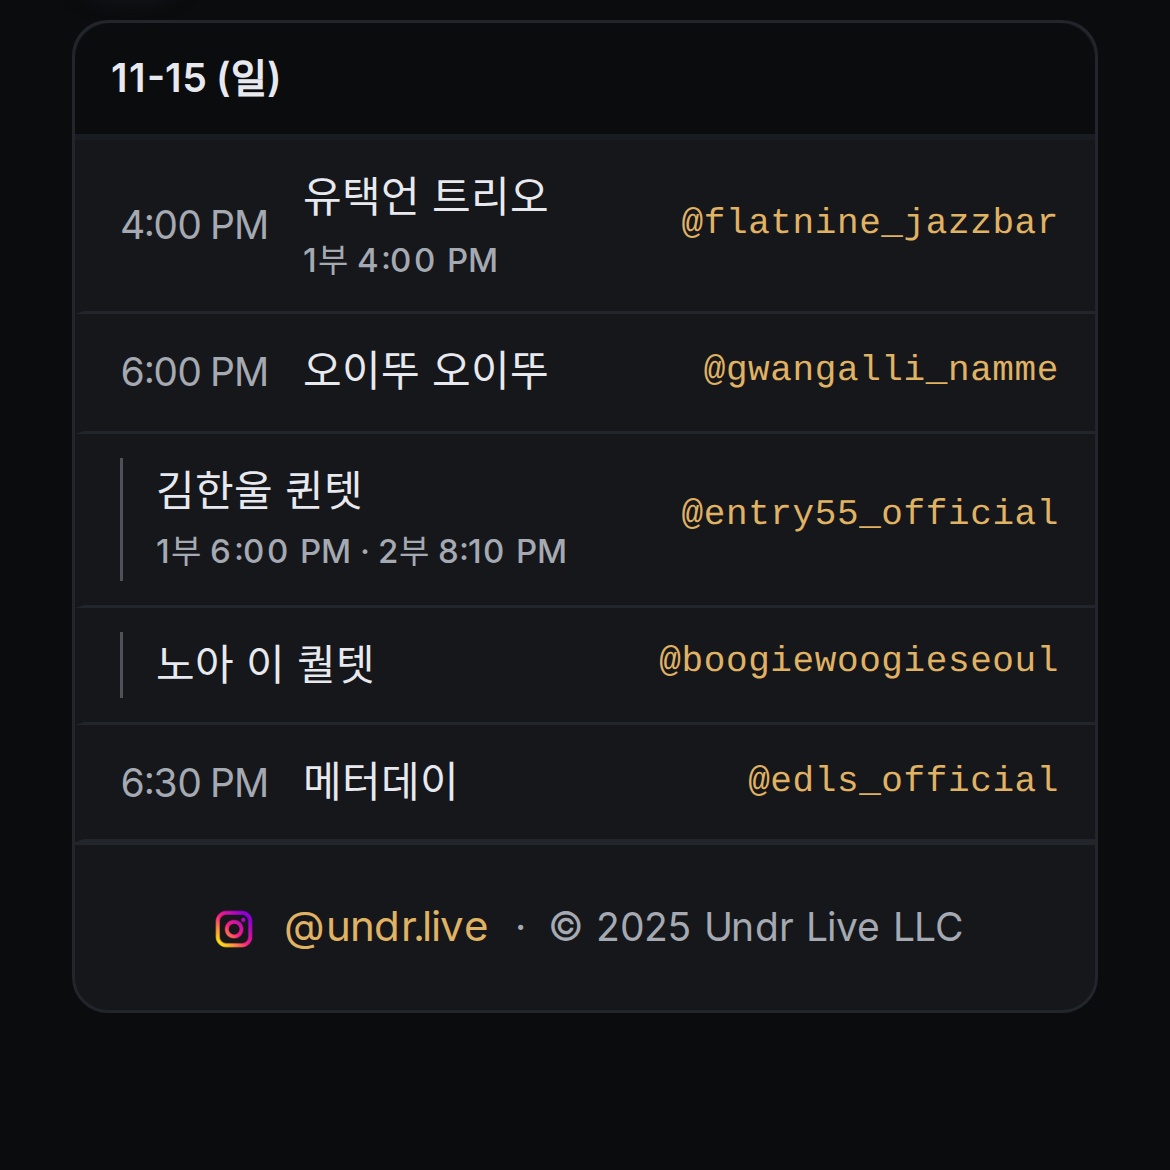 11-15 (일)
4:00 PM 유택언 트리오 @flatnine_jazzbar
1부 4:00 PM
6:00 PM 오이뚜 오이뚜 @gwangalli_namme
김한울 퀸텟 @entry55_official
1부 6:00 PM · 2부 8:10 PM
노아 이 퀄텟 @boogiewoogieseoul
6:30 PM 메터데이 @edls_official
@undr.live · © 2025 Undr Live LLC